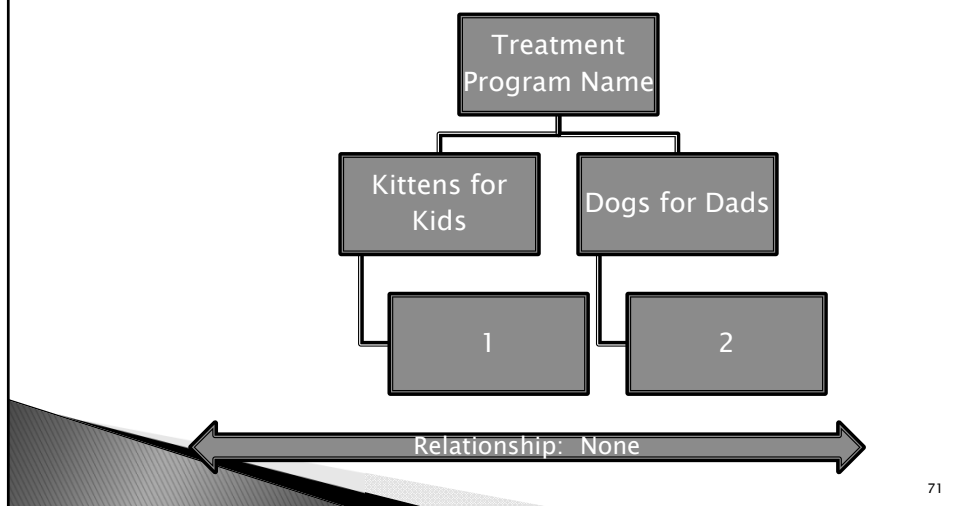 Treatment
Program Name
Kittens for
Kids
Dogs for Dads
1
2
Relationship: None
71